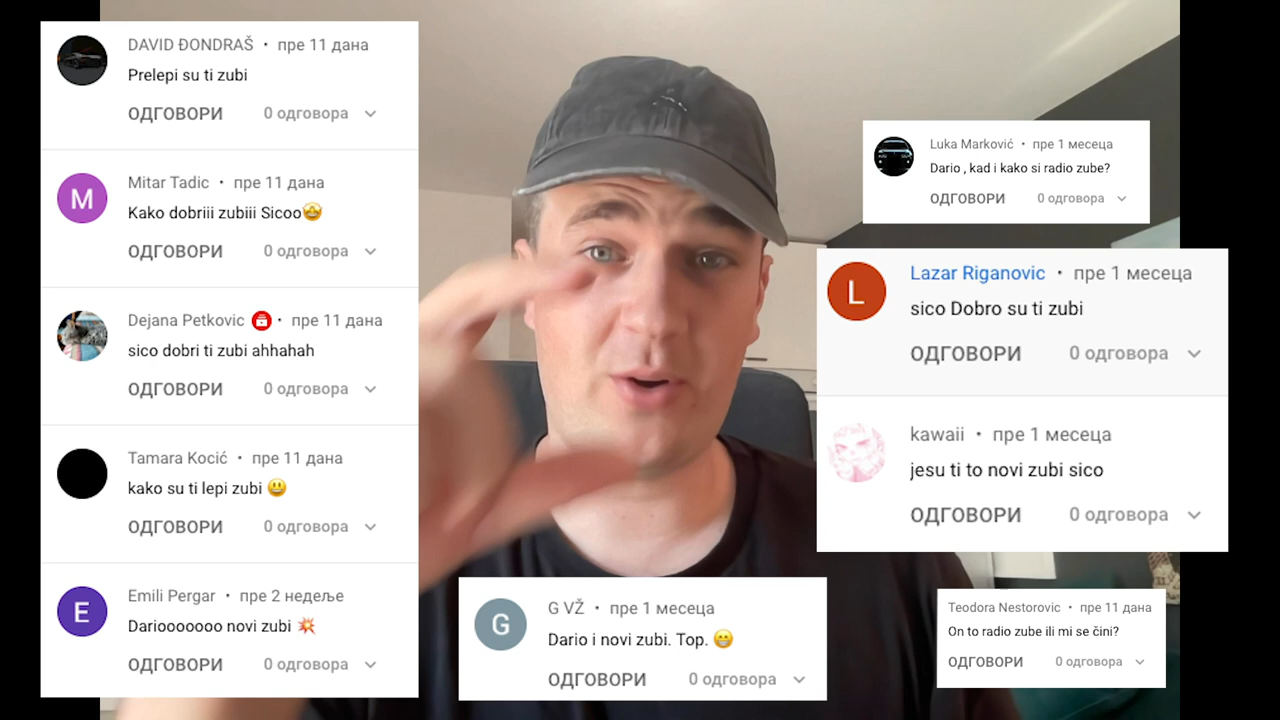 DAVID ĐONDRAŠ • пре 11 дана
Prelepi su ti zubi
ОДГОВОРИ 0 одговора
Mitar Tadic • пре 11 дана
Kako dobriii zubiii Sicoo🤩
ОДГОВОРИ 0 одговора
Dejana Petkovic • пре 11 дана
sico dobri ti zubi ahhahah
ОДГОВОРИ 0 одговора
Tamara Kocić • пре 11 дана
kako su ti lepi zubi 😃
ОДГОВОРИ 0 одговора
Emili Pergar • пре 2 недеље
Dariooooooo novi zubi 💥
ОДГОВОРИ 0 одговора
G VŽ • пре 1 месеца
Dario i novi zubi. Top. 😁
ОДГОВОРИ 0 одговора
Luka Marković • пре 1 месеца
Dario , kad i kako si radio zube?
ОДГОВОРИ 0 одговора
Lazar Riganovic • пре 1 месеца
sico Dobro su ti zubi
ОДГОВОРИ 0 одговора
kawaii • пре 1 месеца
jesu ti to novi zubi sico
ОДГОВОРИ 0 одговора
Teodora Nestorovic • пре 11 дана
On to radio zube ili mi se čini?
ОДГОВОРИ 0 одговора
M
E
G
L